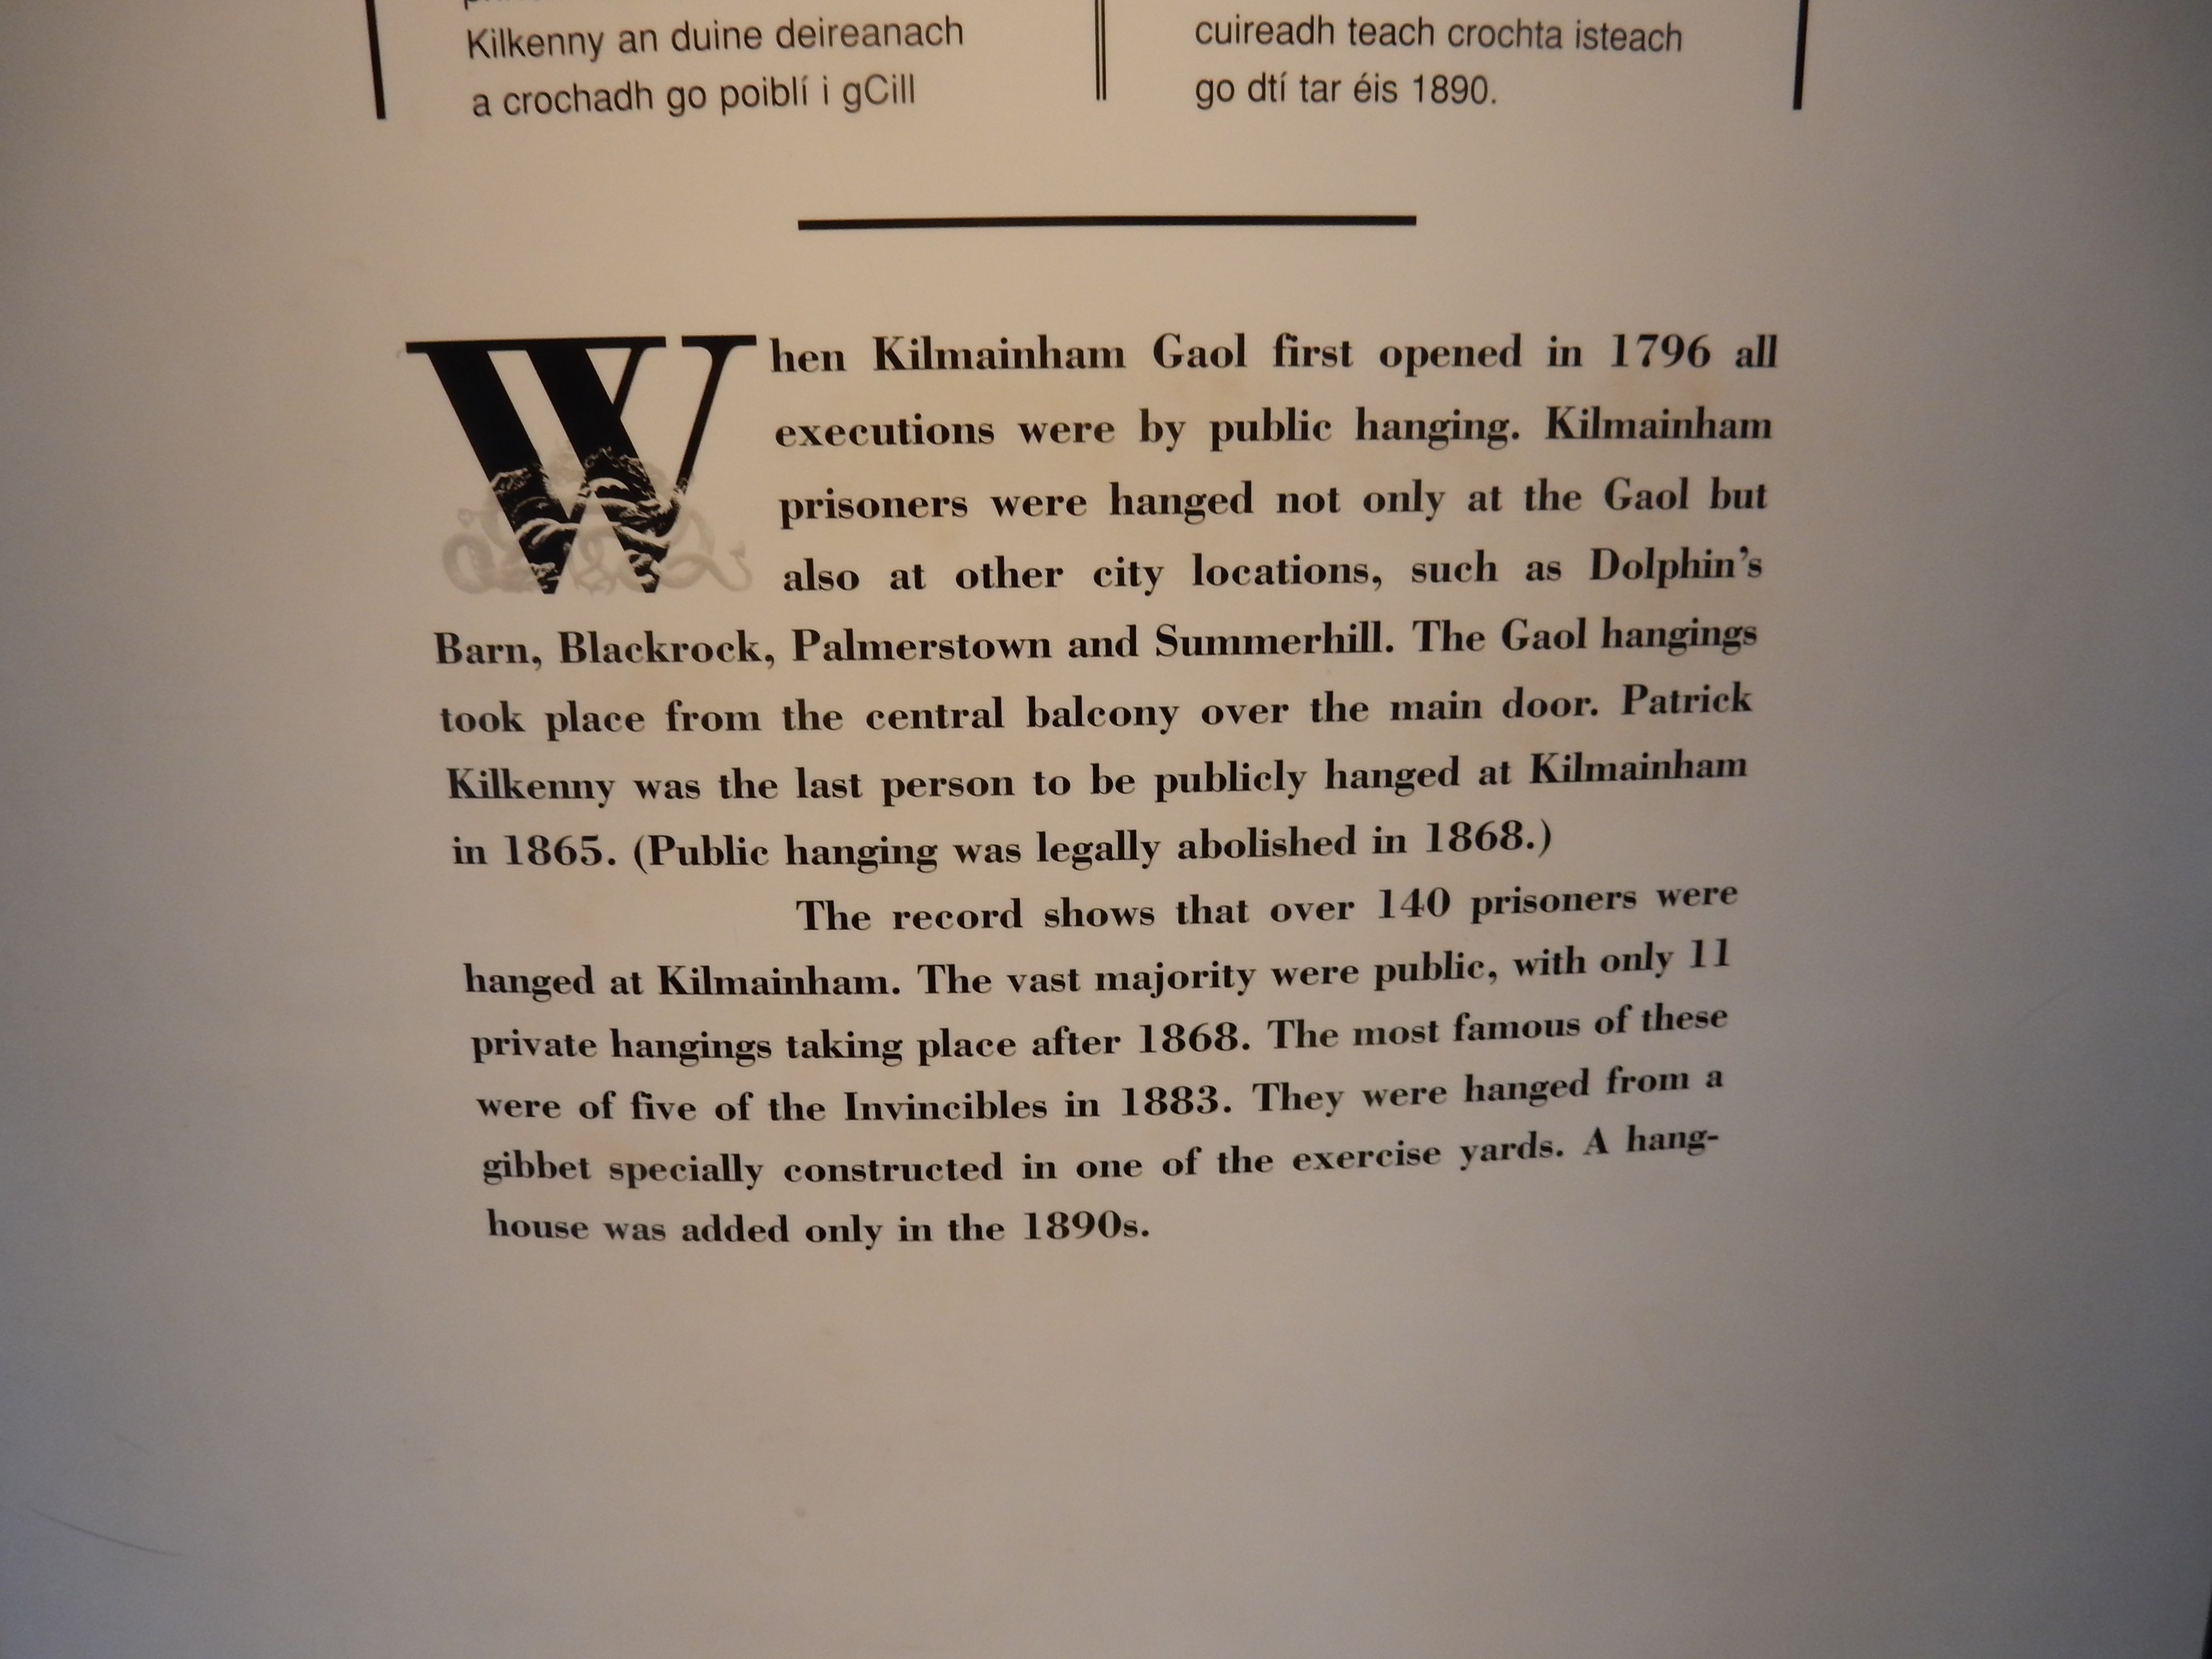 Kilkenny an duine deireanach
a crochadh go poiblí i gCill
cuireadh teach crochta isteach
go dtí tar éis 1890.
When Kilmainham Gaol first opened in 1796 all
executions were by public hanging. Kilmainham
prisoners were hanged not only at the Gaol but
also at other city locations, such as Dolphin's
Barn, Blackrock, Palmerstown and Summerhill. The Gaol hangings
took place from the central balcony over the main door. Patrick
Kilkenny was the last person to be publicly hanged at Kilmainham
in 1865. (Public hanging was legally abolished in 1868.)
The record shows that over 140 prisoners were
hanged at Kilmainham. The vast majority were public, with only 11
private hangings taking place after 1868. The most famous of these
were of five of the Invincibles in 1883. They were hanged from a
gibbet specially constructed in one of the exercise yards. A hang-
house was added only in the 1890s.